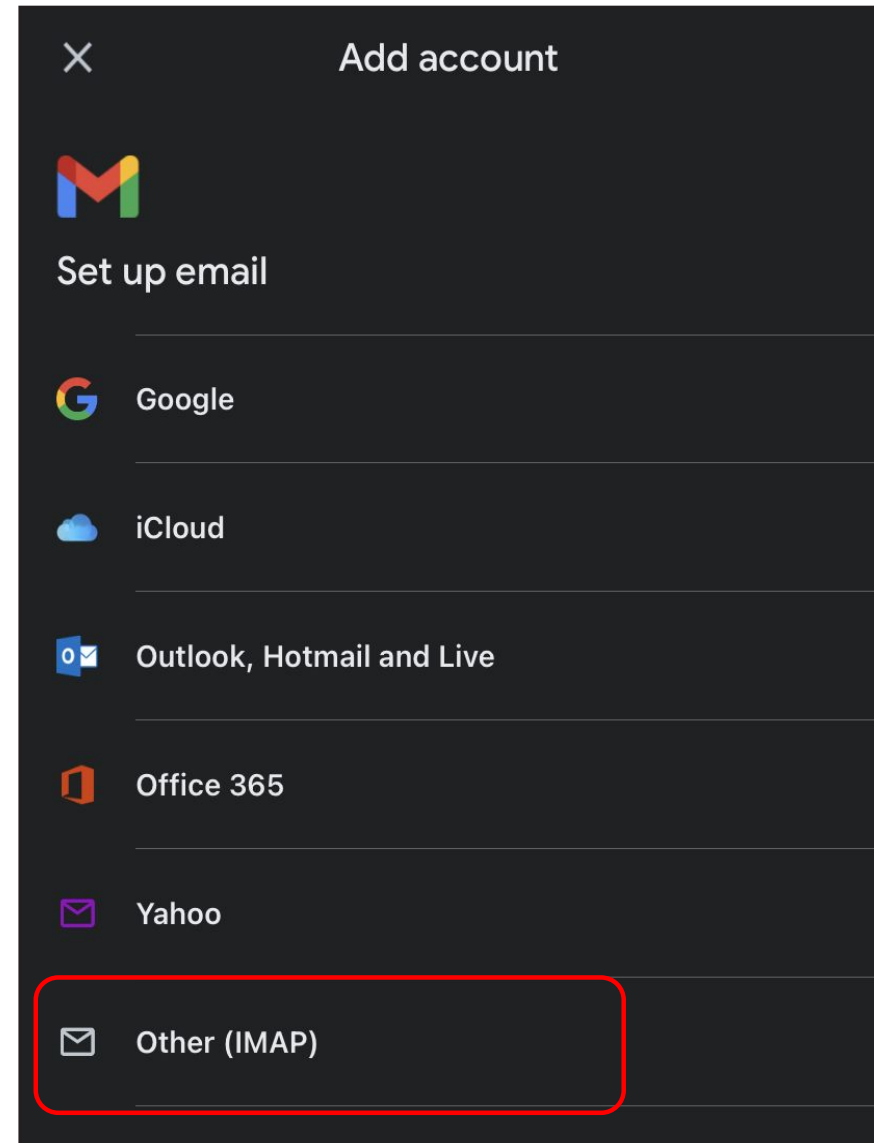 Add account
Set up email
Google
iCloud
Outlook, Hotmail and Live
Office 365
Yahoo
Other (IMAP)